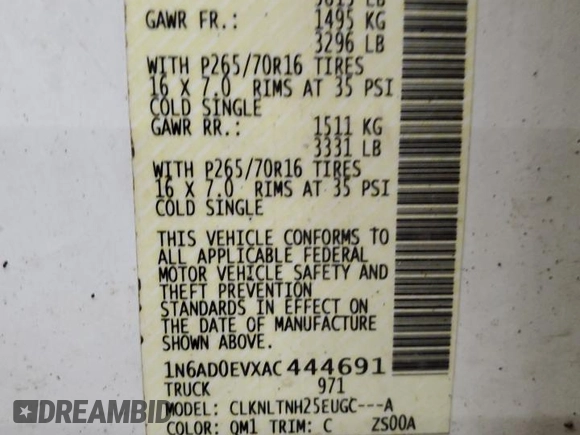 GAWR FR.: 1495 KG
3296 LB
WITH P265/70R16 TIRES
16 X 7.0 RIMS AT 35 PSI
COLD SINGLE
GAWR RR.: 1511 KG
3331 LB
WITH P265/70R16 TIRES
16 X 7.0 RIMS AT 35 PSI
COLD SINGLE
THIS VEHICLE CONFORMS TO
ALL APPLICABLE FEDERAL
MOTOR VEHICLE SAFETY AND
THEFT PREVENTION
STANDARDS IN EFFECT ON
THE DATE OF MANUFACTURE
SHOWN ABOVE.
1N6AD0EVXAC444691
TRUCK 971
MODEL: CLKNLTNH25EUGC---A
COLOR: QM1 TRIM: C ZS00A
#BIDFAX